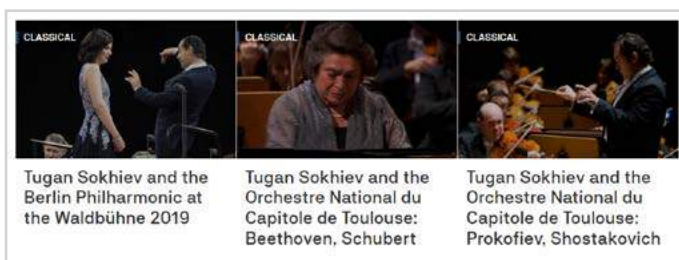 CLASSICAL
Tugan Sokhiev and the
Berlin Philharmonic at
the Waldbühne 2019
CLASSICAL
Tugan Sokhiev and the
Orchestre National du
Capitole de Toulouse:
Beethoven, Schubert
CLASSICAL
Tugan Sokhiev and the
Orchestre National du
Capitole de Toulouse:
Prokofiev, Shostakovich